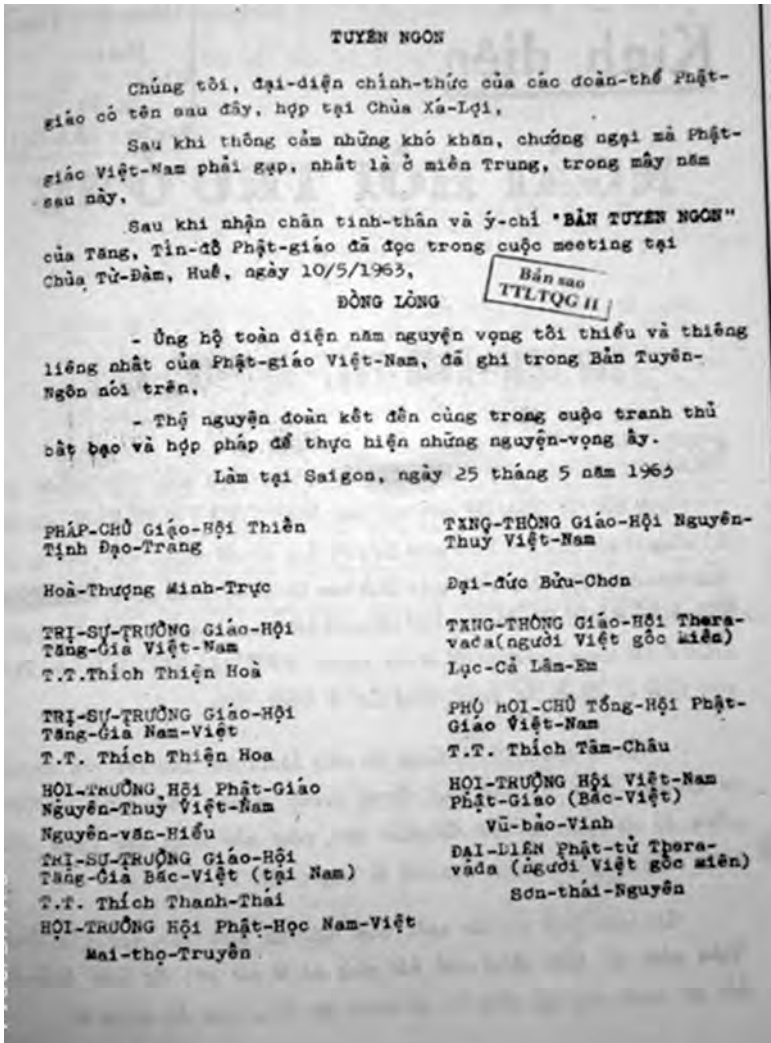 TUYÊN NGÔN
Chúng tôi, đại-diện chính-thức của các đoàn-thể Phật-
giáo có tên sau đây, họp tại Chùa Xá-Lợi,
Sau khi thông cảm những khó khăn, chướng ngại mà Phật-
giáo Việt-Nam phải gặp, nhất là ở miền Trung, trong mấy năm
sau này,
Sau khi nhận chân tinh-thần và ý-chí "BẢN TUYÊN NGÔN"
của Tăng, Tín-đồ Phật-giáo đã đọc trong cuộc meeting tại
Chùa Từ-Đàm, Huế, ngày 10/5/1963,
Bản sao
TTLTQG II
ĐỒNG LÒNG
- Ủng hộ toàn diện năm nguyện vọng tối thiểu và thiêng
liêng nhất của Phật-giáo Việt-Nam, đã ghi trong Bản Tuyên-
Ngôn nói trên,
- Thệ nguyện đoàn kết đến cùng trong cuộc tranh thủ
bất bạo và hợp pháp để thực hiện những nguyện-vọng ấy.
Làm tại Saigon, ngày 25 tháng 5 năm 1963
PHÁP-CHỦ Giáo-Hội Thiền
Tịnh Đạo-Tràng
Hoà-Thượng Minh-Trực
TRỊ-SỰ-TRƯỞNG Giáo-Hội
Tăng-Già Việt-Nam
T.T.Thích Thiện Hoà
TRỊ-SỰ-TRƯỞNG Giáo-Hội
Tăng-Già Nam-Việt
T.T. Thích Thiện Hoa
HỘI-TRƯỞNG Hội Phật-Giáo
Nguyên-Thuỷ Việt-Nam
Nguyễn-văn-Hiểu
TRỊ-SỰ-TRƯỞNG Giáo-Hội
Tăng-Già Bắc-Việt (tại Nam)
T.T. Thích Thanh-Thái
HỘI-TRƯỞNG Hội Phật-Học Nam-Việt
Mai-thọ-Truyền
TĂNG-THỐNG Giáo-Hội Nguyên-
Thuỷ Việt-Nam
Đại-đức Bửu-Chơn
TĂNG-THỐNG Giáo-Hội Thera-
vada(người Việt gốc miên)
Lục-Cả Lâm-Em
PHÓ HỘI-CHỦ Tổng-Hội Phật-
Giáo Việt-Nam
T.T. Thích Tâm-Châu
HỘI-TRƯỞNG Hội Việt-Nam
Phật-Giáo (Bắc-Việt)
Vũ-bảo-Vinh
ĐẠI-DIỆN Phật-tử Thera-
vada (người Việt gốc miên)
Sơn-thái-Nguyên